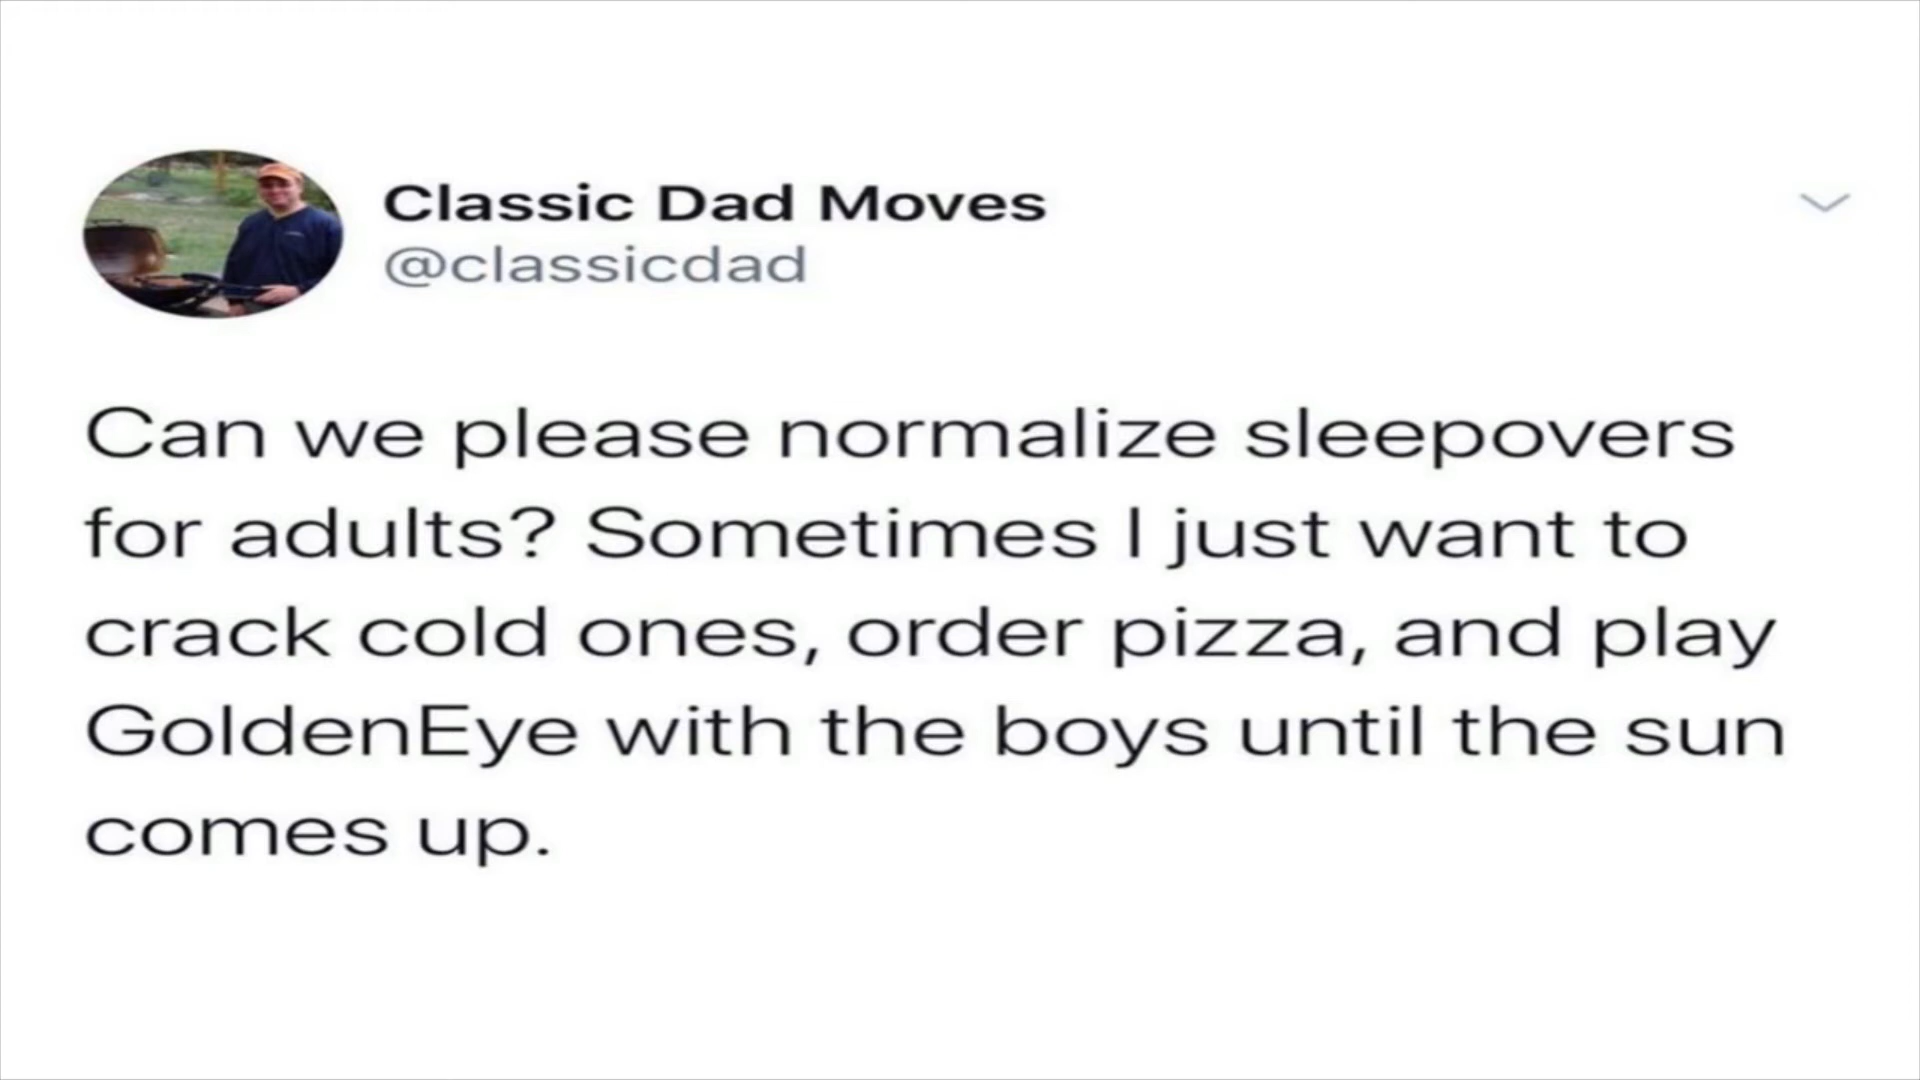 Classic Dad Moves
@classicdad
Can we please normalize sleepovers
for adults? Sometimes I just want to
crack cold ones, order pizza, and play
GoldenEye with the boys until the sun
comes up.